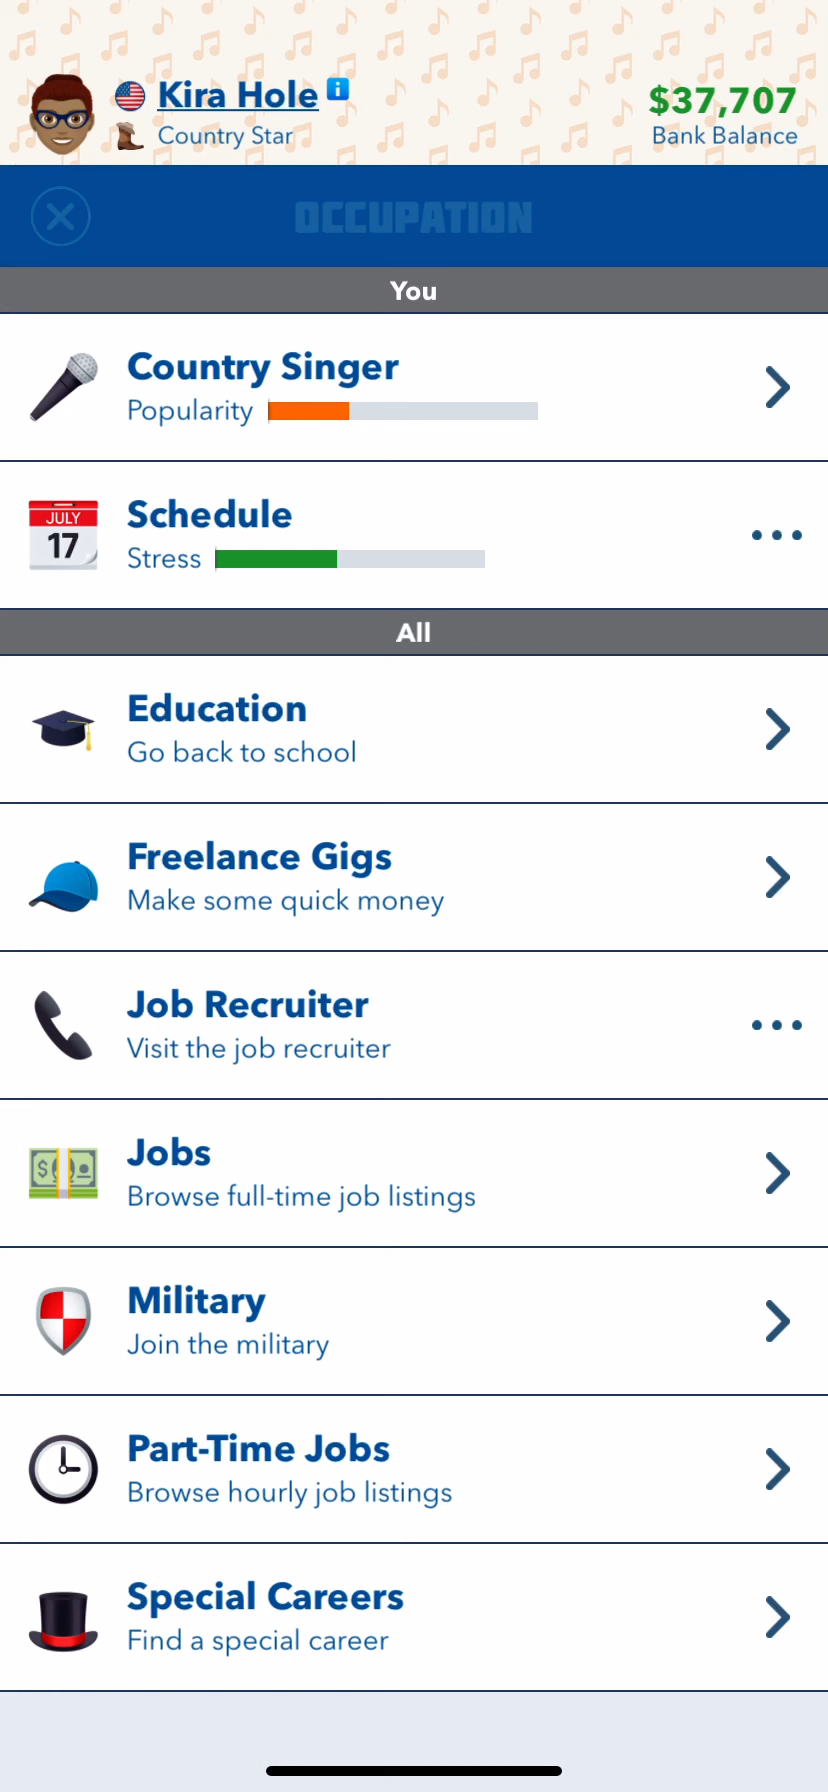 Kira Hole
Country Star
$37,707
Bank Balance
OCCUPATION
You
Country Singer
Popularity
JULY
17
Schedule
Stress
All
Education
Go back to school
Freelance Gigs
Make some quick money
Job Recruiter
Visit the job recruiter
Jobs
Browse full-time job listings
Military
Join the military
Part-Time Jobs
Browse hourly job listings
Special Careers
Find a special career